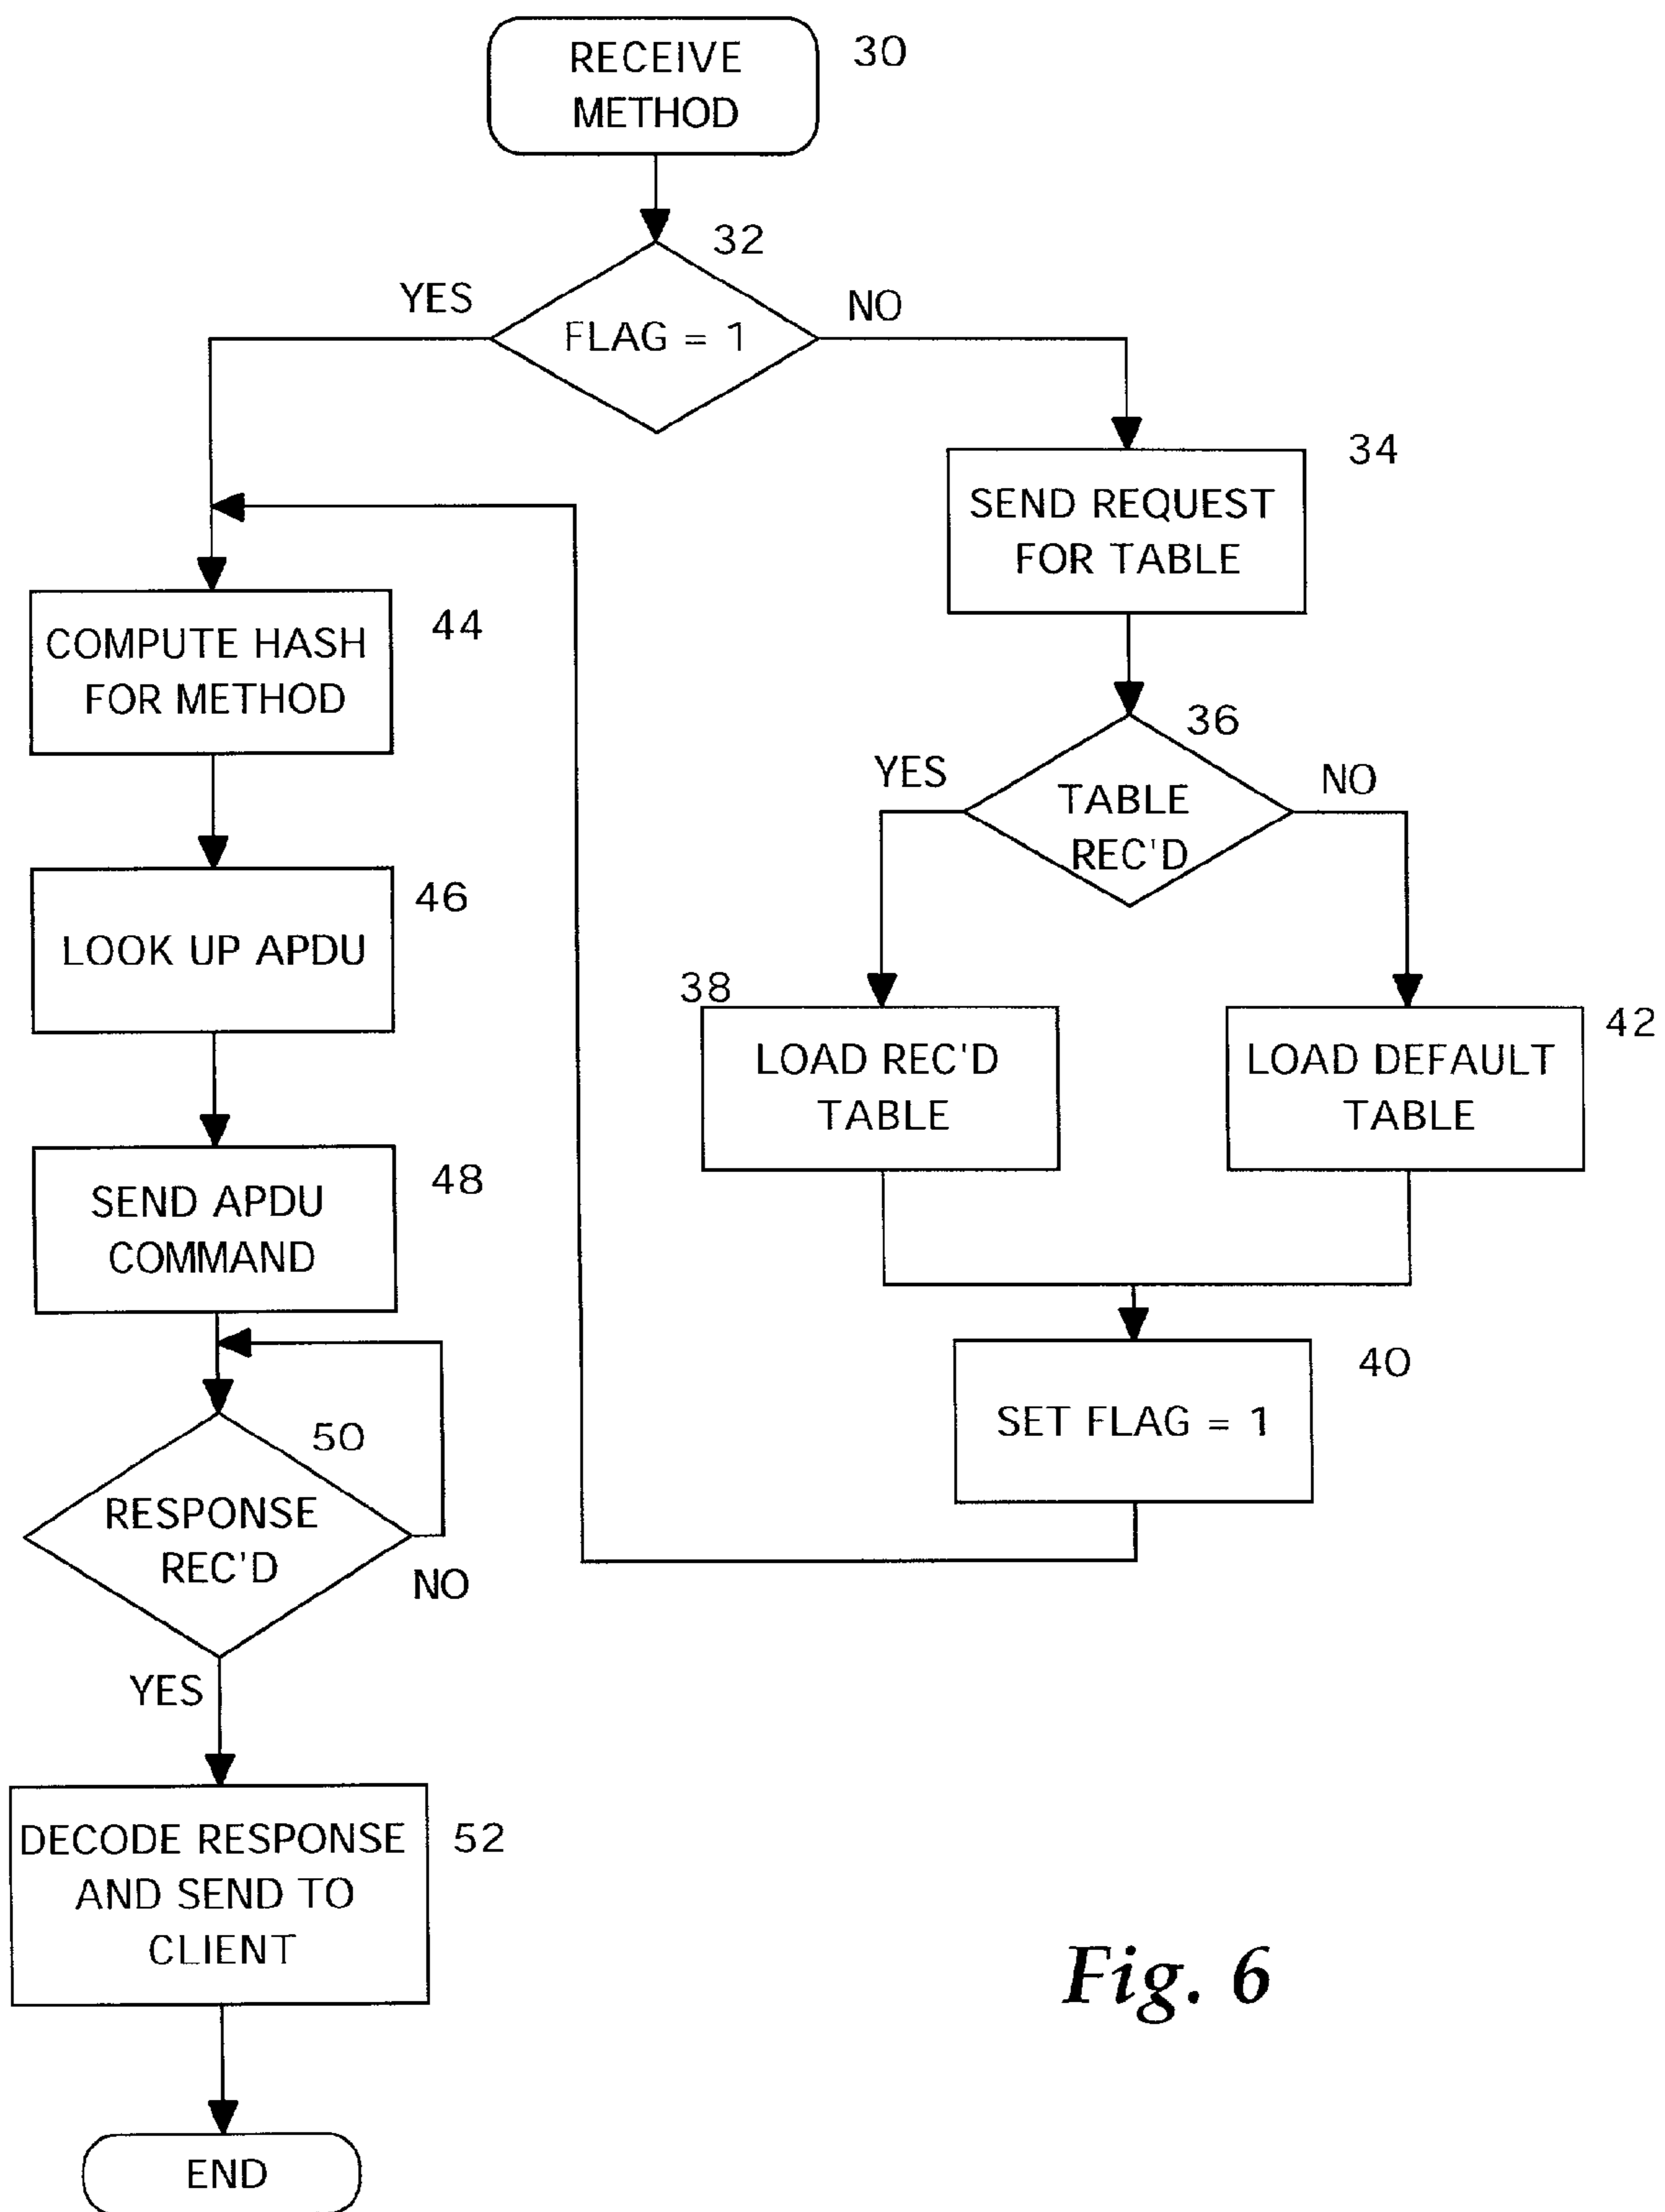 RECEIVE
METHOD
30
32
YES
FLAG = 1
NO
34
SEND REQUEST
FOR TABLE
44
COMPUTE HASH
FOR METHOD
36
YES
TABLE
REC'D
NO
46
LOOK UP APDU
38
LOAD REC'D
TABLE
42
LOAD DEFAULT
TABLE
48
SEND APDU
COMMAND
40
SET FLAG = 1
50
RESPONSE
REC'D
NO
YES
DECODE RESPONSE
AND SEND TO
CLIENT
52
Fig. 6
END